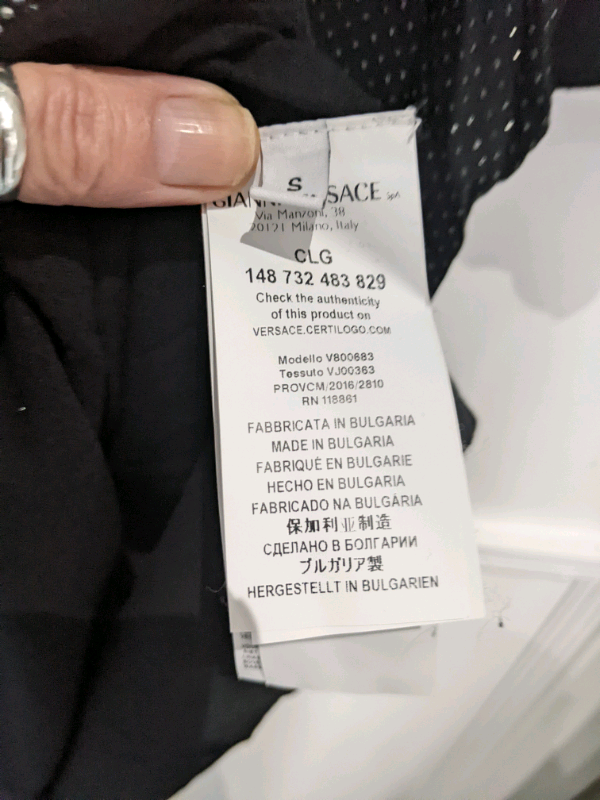 S
GIAN SACE SpA
Via Manzoni, 38
20121 Milano, Italy
CLG
148 732 483 829
Check the authenticity
of this product on
VERSACE.CERTILOGO.COM
Modello V800683
Tessuto VJ00363
PROVCM/2016/2810
RN 118861
FABBRICATA IN BULGARIA
MADE IN BULGARIA
FABRIQUÉ EN BULGARIE
HECHO EN BULGARIA
FABRICADO NA BULGÁRIA
保加利亚制造
СДЕЛАНО В БОЛГАРИИ
ブルガリア製
HERGESTELLT IN BULGARIEN